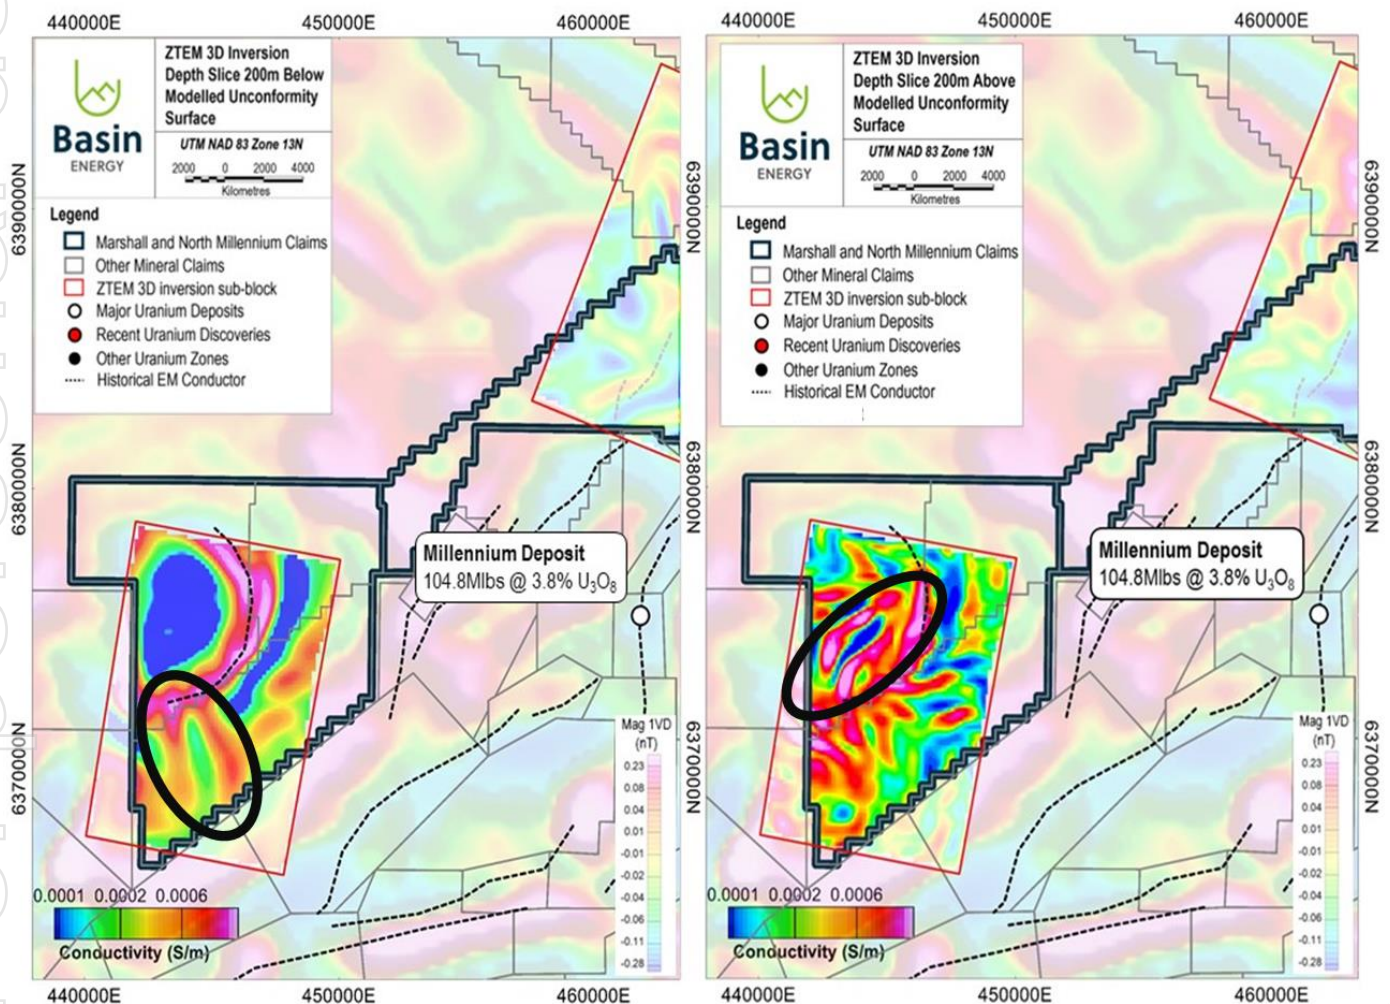 440000E 450000E 460000E
Basin
ENERGY
ZTEM 3D Inversion
Depth Slice 200m Below
Modelled Unconformity
Surface
UTM NAD 83 Zone 13N
2000 0 2000 4000
Kilometres
Legend
Marshall and North Millennium Claims
Other Mineral Claims
ZTEM 3D inversion sub-block
Major Uranium Deposits
Recent Uranium Discoveries
Other Uranium Zones
Historical EM Conductor
6390000N
6370000N
6390000N
6380000N
6370000N
Millennium Deposit
104.8Mlbs @ 3.8% U₃O₈
Mag 1VD
(nT)
0.23
0.08
0.04
0.01
-0.01
-0.02
-0.04
-0.06
-0.11
-0.28
0.0001 0.0002 0.0006
Conductivity (S/m)
440000E 450000E 460000E
440000E 450000E 460000E
Basin
ENERGY
ZTEM 3D Inversion
Depth Slice 200m Above
Modelled Unconformity
Surface
UTM NAD 83 Zone 13N
2000 0 2000 4000
Kilometres
Legend
Marshall and North Millennium Claims
Other Mineral Claims
ZTEM 3D inversion sub-block
Major Uranium Deposits
Recent Uranium Discoveries
Other Uranium Zones
Historical EM Conductor
6390000N
6380000N
6370000N
Millennium Deposit
104.8Mlbs @ 3.8% U₃O₈
Mag 1VD
(nT)
0.23
0.08
0.04
0.01
-0.01
-0.02
-0.04
-0.06
-0.11
-0.28
0.0001 0.0002 0.0006
Conductivity (S/m)
440000E 450000E 460000E